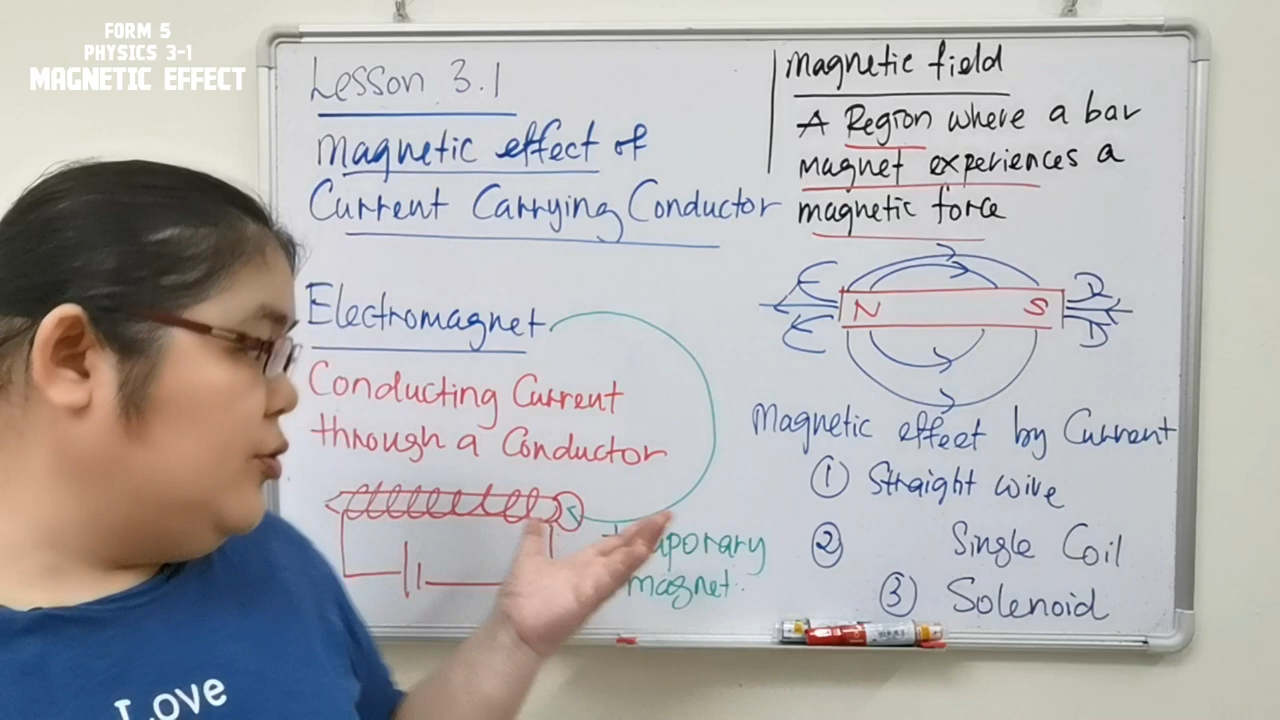 FORM 5
PHYSICS 3-1
MAGNETIC EFFECT
Lesson 3.1
Magnetic effect of
Current Carrying Conductor
Electromagnet
Conducting Current
through a Conductor
magnet.
Magnetic field
A Region where a bar
magnet experiences a
magnetic force
N S
Magnetic effect by Current
① Straight wire
② Single Coil
③ Solenoid
Love